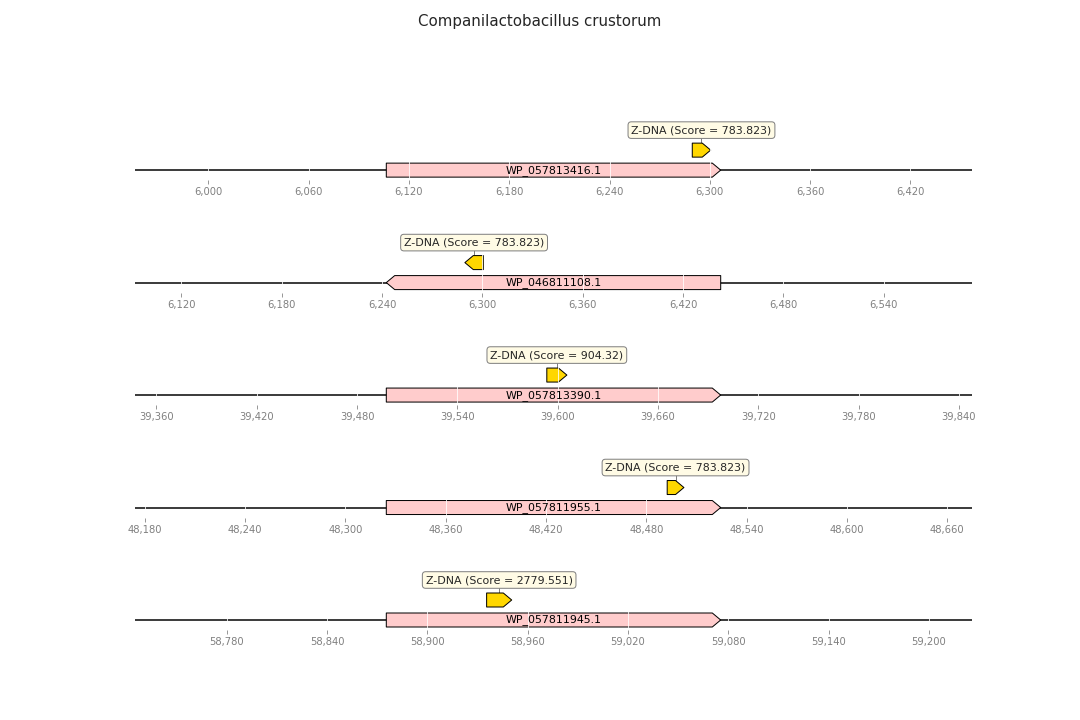 Companilactobacillus crustorum
Z-DNA (Score = 783.823)
WP_057813416.1
6,000 6,060 6,120 6,180 6,240 6,300 6,360 6,420
Z-DNA (Score = 783.823)
WP_046811108.1
6,120 6,180 6,240 6,300 6,360 6,420 6,480 6,540
Z-DNA (Score = 904.32)
WP_057813390.1
39,360 39,420 39,480 39,540 39,600 39,660 39,720 39,780 39,840
Z-DNA (Score = 783.823)
WP_057811955.1
48,180 48,240 48,300 48,360 48,420 48,480 48,540 48,600 48,660
Z-DNA (Score = 2779.551)
WP_057811945.1
58,780 58,840 58,900 58,960 59,020 59,080 59,140 59,200